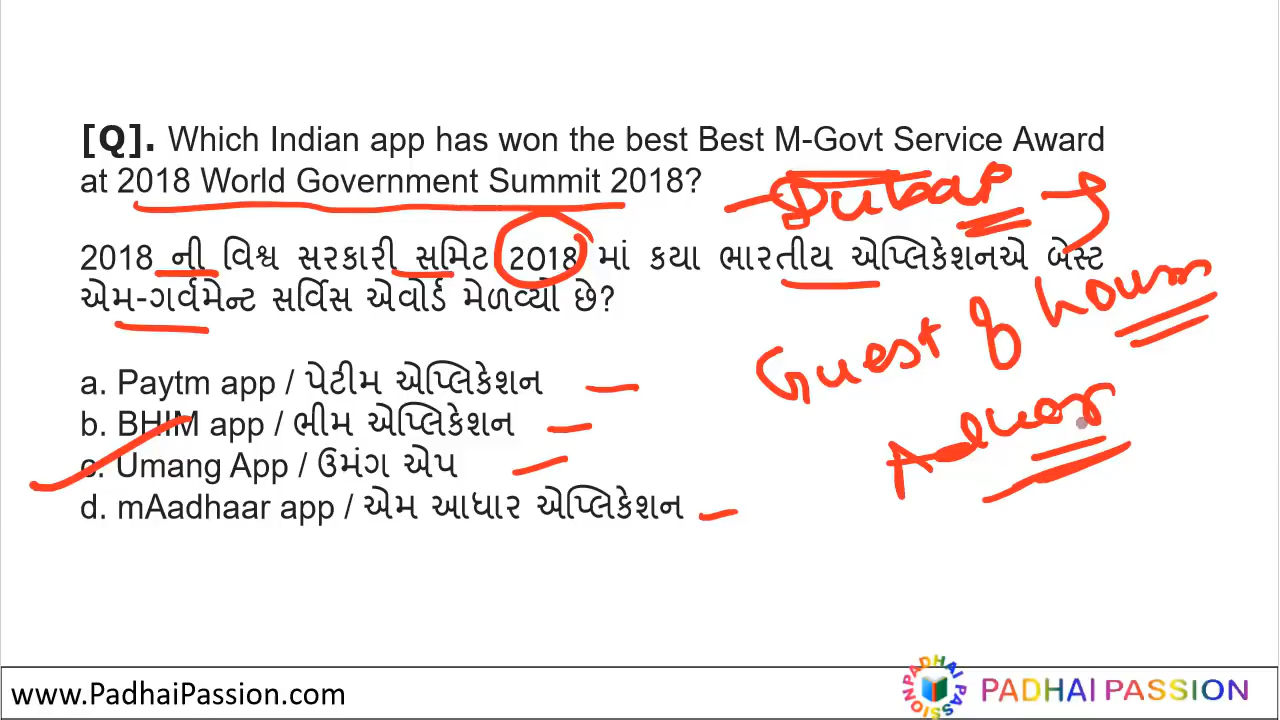 [Q]. Which Indian app has won the best Best M-Govt Service Award
at 2018 World Government Summit 2018?
Dubai
2018 ની વિશ્વ સરકારી સમિટ 2018 માં કયા ભારતીય એપ્લિકેશનએ બેસ્ટ
એમ-ગર્વમેન્ટ સર્વિસ એવોર્ડ મેળવ્યો છે?
Guest of
a. Paytm app / પેટીમ એપ્લિકેશન
b. BHIM app / ભીમ એપ્લિકેશન
c. Umang App / ઉમંગ એપ
d. mAadhaar app / એમ આધાર એપ્લિકેશન
www.PadhaiPassion.com
PADHAI PASSION
PADHAI PASSION